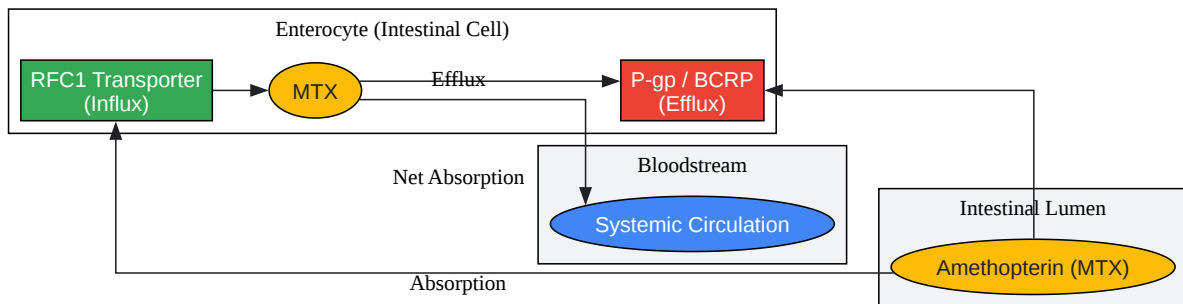 Enterocyte (Intestinal Cell)
RFC1 Transporter
(Influx)
MTX
Efflux
P-gp / BCRP
(Efflux)
Net Absorption
Bloodstream
Systemic Circulation
Intestinal Lumen
Amethopterin (MTX)
Absorption